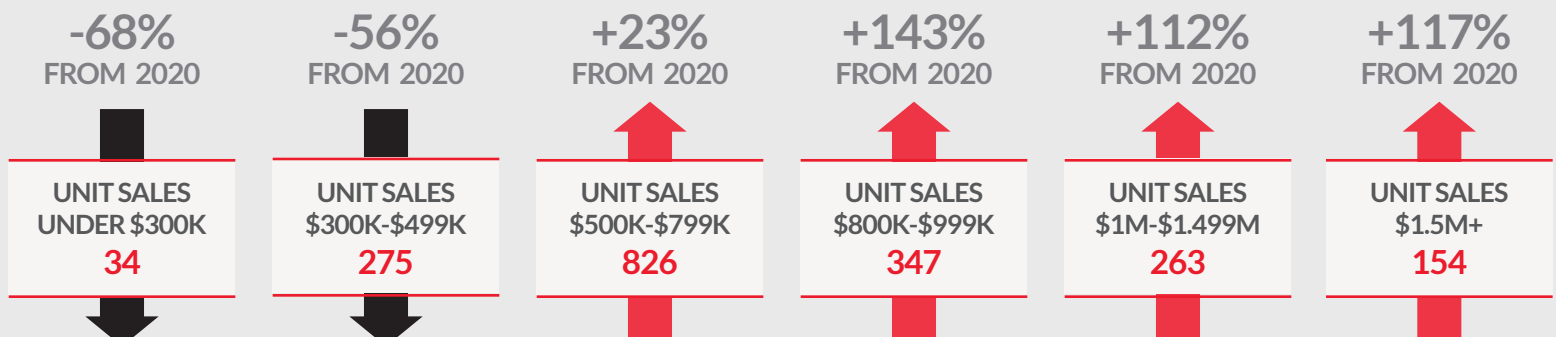 -68%
FROM 2020
UNIT SALES
UNDER $300K
34
-56%
FROM 2020
UNIT SALES
$300K-$499K
275
+23%
FROM 2020
UNIT SALES
$500K-$799K
826
+143%
FROM 2020
UNIT SALES
$800K-$999K
347
+112%
FROM 2020
UNIT SALES
$1M-$1.499M
263
+117%
FROM 2020
UNIT SALES
$1.5M+
154